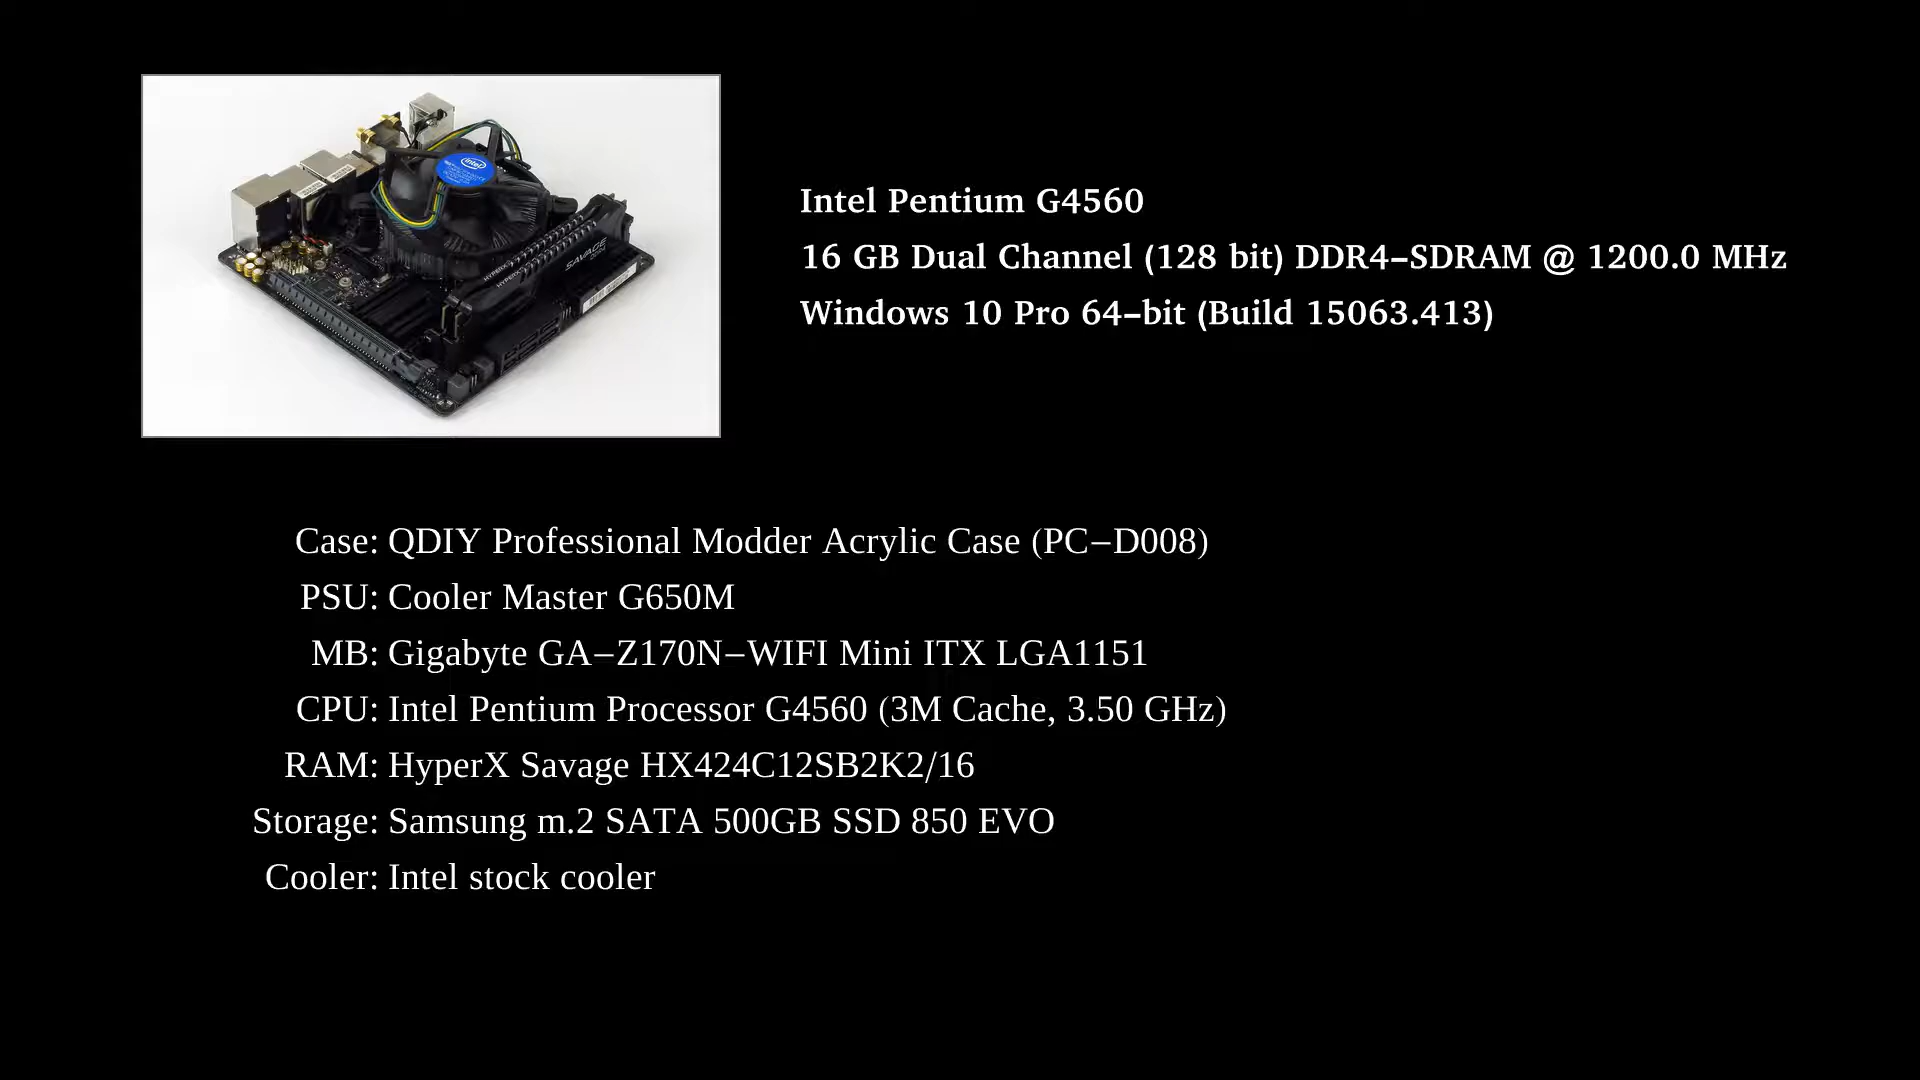 intel
SAVAGE
Intel Pentium G4560
16 GB Dual Channel (128 bit) DDR4–SDRAM @ 1200.0 MHz
Windows 10 Pro 64–bit (Build 15063.413)
Case: QDIY Professional Modder Acrylic Case (PC–D008)
PSU: Cooler Master G650M
MB: Gigabyte GA–Z170N–WIFI Mini ITX LGA1151
CPU: Intel Pentium Processor G4560 (3M Cache, 3.50 GHz)
RAM: HyperX Savage HX424C12SB2K2/16
Storage: Samsung m.2 SATA 500GB SSD 850 EVO
Cooler: Intel stock cooler